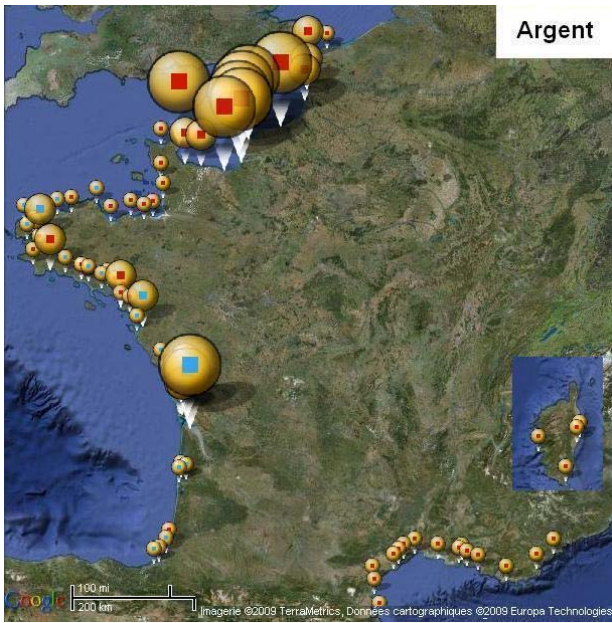 Argent
100 mi
200 km
Google
Imagerie ©2009 TerraMetrics, Données cartographiques ©2009 Europa Technologies